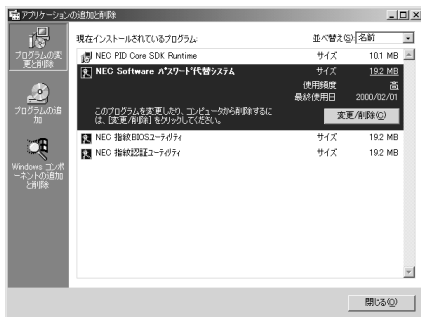 アプリケーションの追加と削除
現在インストールされているプログラム:
並べ替え(S): 名前
プログラムの変更と削除
プログラムの追加
Windows コンポーネントの追加と削除
NEC PID Core SDK Runtime サイズ 10.1 MB
NEC Software パスワード代替システム サイズ 19.2 MB
使用頻度 高
最終使用日 2000/02/01
このプログラムを変更したり、コンピュータから削除するには、[変更/削除] をクリックしてください。
変更/削除(C)
NEC 指紋BIOSユーティリティ サイズ 19.2 MB
NEC 指紋認証ユーティリティ サイズ 19.2 MB
閉じる(O)